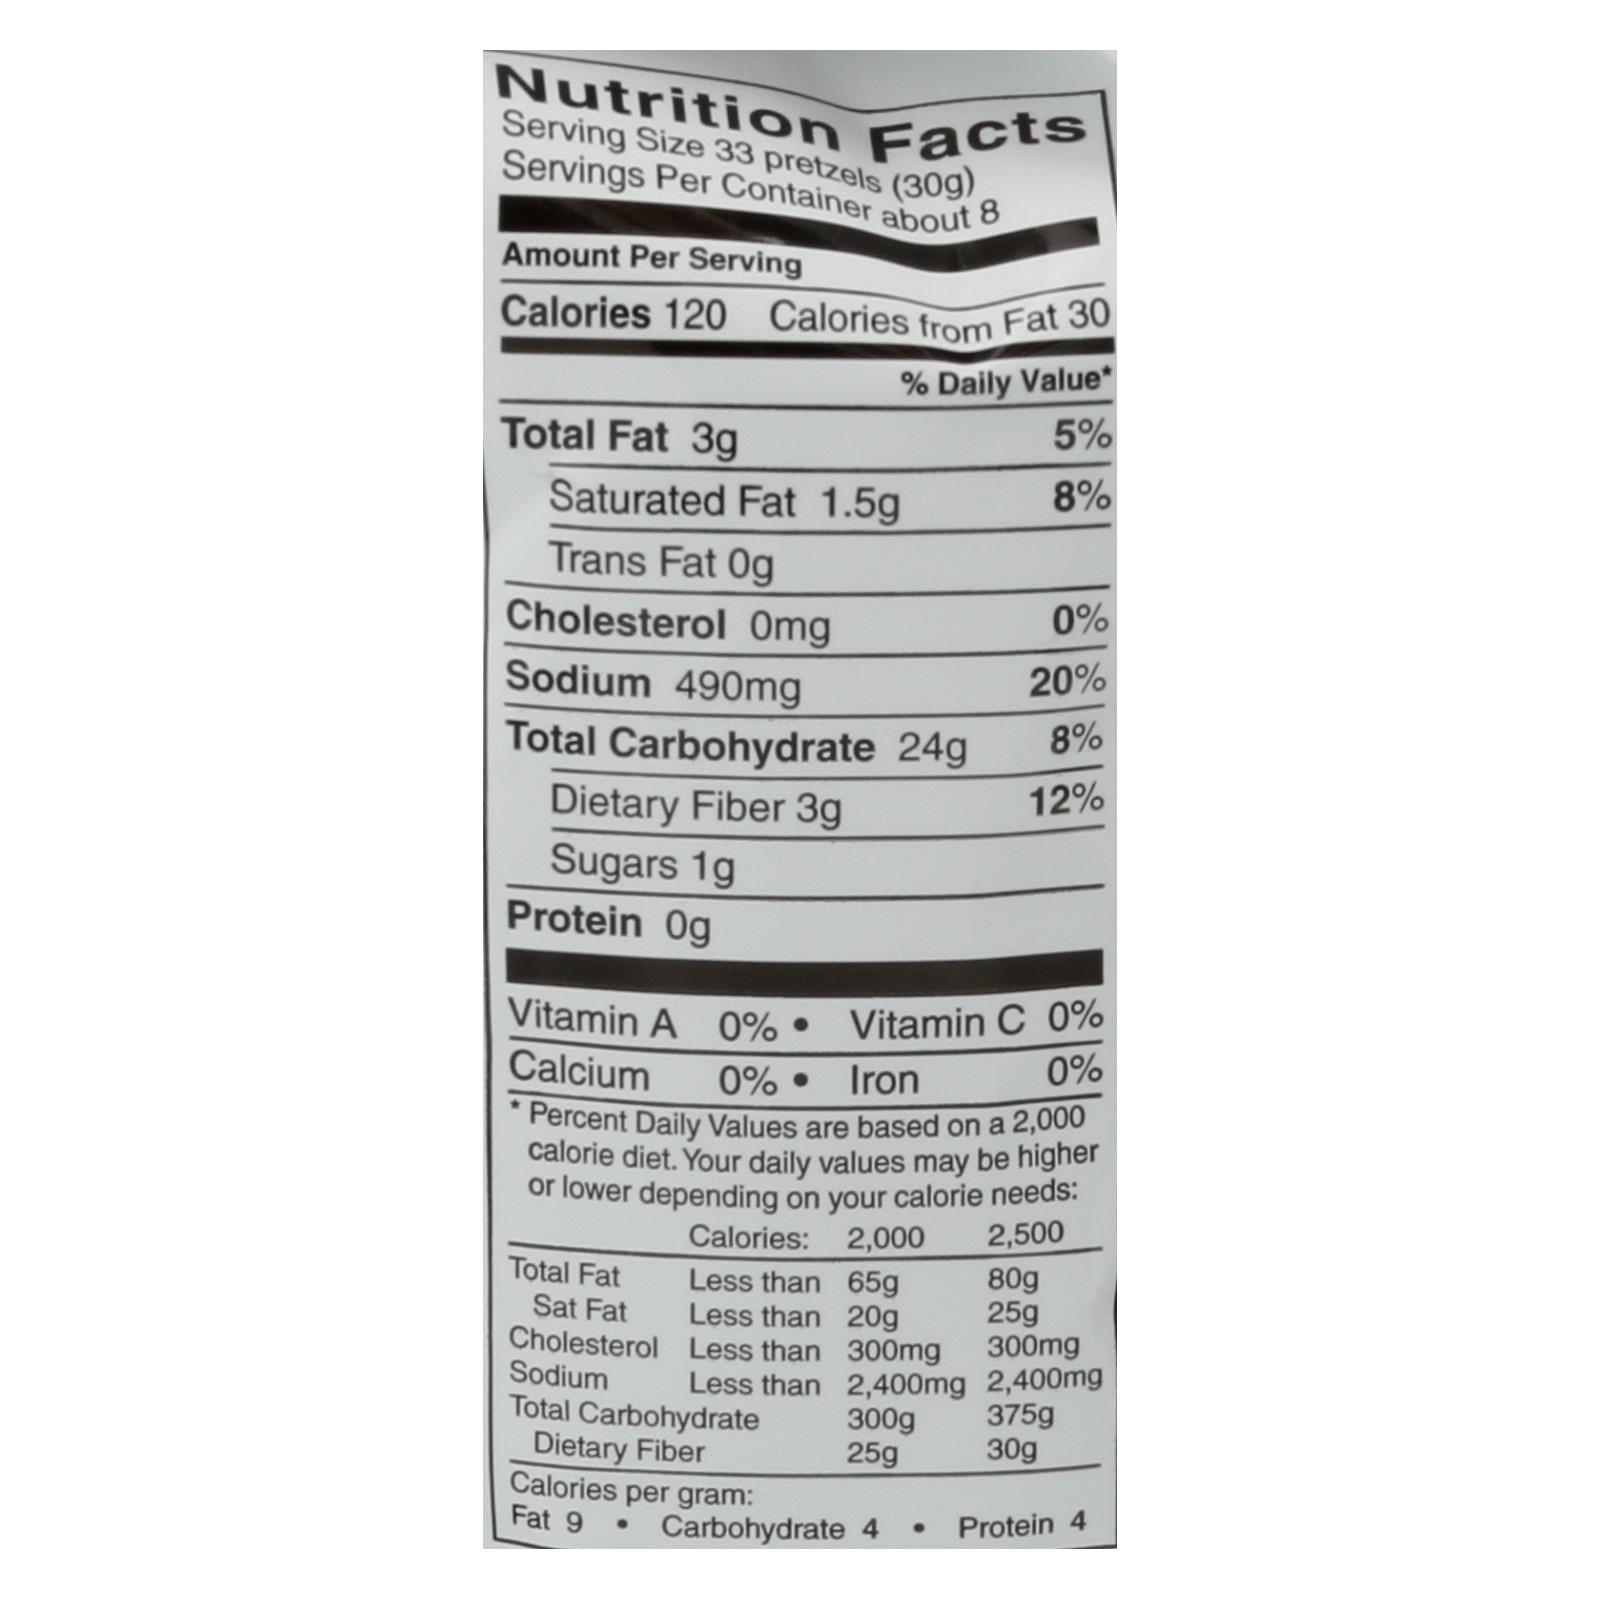 Nutrition Facts
Serving Size 33 pretzels (30g)
Servings Per Container about 8
Amount Per Serving
Calories 120 Calories from Fat 30
% Daily Value*
Total Fat 3g 5%
Saturated Fat 1.5g 8%
Trans Fat 0g
Cholesterol 0mg 0%
Sodium 490mg 20%
Total Carbohydrate 24g 8%
Dietary Fiber 3g 12%
Sugars 1g
Protein 0g
Vitamin A 0% • Vitamin C 0%
Calcium 0% • Iron 0%
* Percent Daily Values are based on a 2,000
calorie diet. Your daily values may be higher
or lower depending on your calorie needs:
Calories: 2,000 2,500
Total Fat Less than 65g 80g
Sat Fat Less than 20g 25g
Cholesterol Less than 300mg 300mg
Sodium Less than 2,400mg 2,400mg
Total Carbohydrate 300g 375g
Dietary Fiber 25g 30g
Calories per gram:
Fat 9 • Carbohydrate 4 • Protein 4